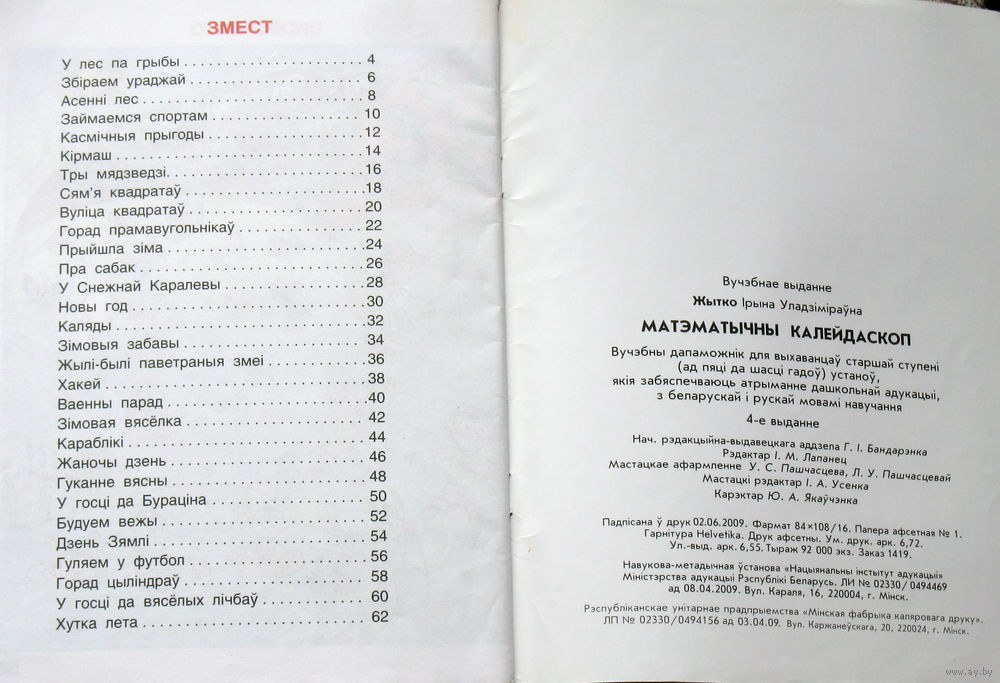 ЗМЕСТ
У лес па грыбы . . . . . . . . . . . . . . . . . . . . . . 4
Збіраем ураджай . . . . . . . . . . . . . . . . . . . . 6
Асенні лес . . . . . . . . . . . . . . . . . . . . . . . . . . . 8
Займаемся спортам . . . . . . . . . . . . . . . . . . 10
Касмічныя прыгоды . . . . . . . . . . . . . . . . . . 12
Кірмаш . . . . . . . . . . . . . . . . . . . . . . . . . . . . . 14
Тры мядзведзі. . . . . . . . . . . . . . . . . . . . . . . 16
Сям’я квадратаў . . . . . . . . . . . . . . . . . . . . . 18
Вуліца квадратаў . . . . . . . . . . . . . . . . . . . . 20
Горад прамавугольнікаў . . . . . . . . . . . . . . . 22
Прыйшла зіма . . . . . . . . . . . . . . . . . . . . . . . 24
Пра сабак . . . . . . . . . . . . . . . . . . . . . . . . . . . 26
У Снежнай Каралевы . . . . . . . . . . . . . . . . . 28
Новы год . . . . . . . . . . . . . . . . . . . . . . . . . . . 30
Каляды . . . . . . . . . . . . . . . . . . . . . . . . . . . . . 32
Зімовыя забавы . . . . . . . . . . . . . . . . . . . . . 34
Жылі-былі паветраныя змеі . . . . . . . . . . . . 36
Хакей . . . . . . . . . . . . . . . . . . . . . . . . . . . . . . 38
Ваенны парад . . . . . . . . . . . . . . . . . . . . . . . 40
Зімовая вясёлка . . . . . . . . . . . . . . . . . . . . . 42
Караблікі . . . . . . . . . . . . . . . . . . . . . . . . . . . 44
Жаночы дзень . . . . . . . . . . . . . . . . . . . . . . . 46
Гуканне вясны . . . . . . . . . . . . . . . . . . . . . . . 48
У госці да Бураціна . . . . . . . . . . . . . . . . . . 50
Будуем вежы . . . . . . . . . . . . . . . . . . . . . . . . 52
Дзень Зямлі . . . . . . . . . . . . . . . . . . . . . . . . . 54
Гуляем у футбол . . . . . . . . . . . . . . . . . . . . . 56
Горад цыліндраў . . . . . . . . . . . . . . . . . . . . . 58
У госці да вясёлых лічбаў . . . . . . . . . . . . . 60
Хутка лета . . . . . . . . . . . . . . . . . . . . . . . . . . 62
Вучэбнае выданне
Жытко Ірына Уладзіміраўна
МАТЭМАТЫЧНЫ КАЛЕЙДАСКОП
Вучэбны дапаможнік для выхаванцаў старшай ступені
(ад пяці да шасці гадоў) устаноў,
якія забяспечваюць атрыманне дашкольнай адукацыі,
з беларускай і рускай мовамі навучання
4-е выданне
Нач. рэдакцыйна-выдавецкага аддзела Г. І. Бандарэнка
Рэдактар І. М. Лапанец
Мастацкае афармленне У. С. Пашчасцева, Л. У. Пашчасцевай
Мастацкі рэдактар І. А. Усенка
Карэктар Ю. А. Якаўчэнка
Падпісана ў друк 02.06.2009. Фармат 84×108/16. Папера афсетная № 1.
Гарнітура Helvetika. Друк афсетны. Ум. друк. арк. 6,72.
Ул.-выд. арк. 6,55. Тыраж 92 000 экз. Заказ 1419.
Навукова-метадычная ўстанова «Нацыянальны інстытут адукацыі»
Міністэрства адукацыі Рэспублікі Беларусь. ЛИ № 02330/0494469
ад 08.04.2009. Вул. Караля, 16, 220004, г. Мінск.
Рэспубліканскае унітарнае прадпрыемства «Мінская фабрыка каляровага друку».
ЛП № 02330/0494156 ад 03.04.09. Вул. Каржанеўскага, 20, 220024, г. Мінск.
www.ay.by